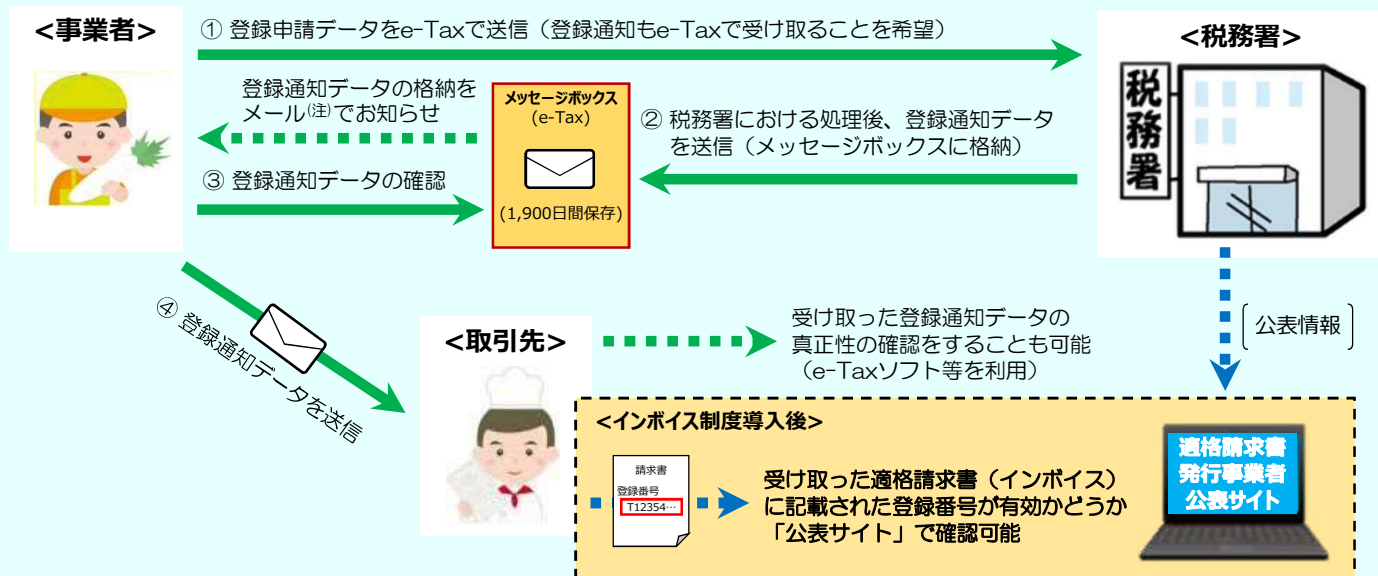 <事業者>
① 登録申請データをe-Taxで送信（登録通知もe-Taxで受け取ることを希望）
<税務署>
税務署
登録通知データの格納を
メール(注)でお知らせ
メッセージボックス
(e-Tax)
(1,900日間保存)
② 税務署における処理後、登録通知データ
を送信（メッセージボックスに格納）
③ 登録通知データの確認
④ 登録通知データを送信
<取引先>
受け取った登録通知データの
真正性の確認をすることも可能
（e-Taxソフト等を利用）
公表情報
<インボイス制度導入後>
請求書
登録番号
T12354…
受け取った適格請求書（インボイス）
に記載された登録番号が有効かどうか
「公表サイト」で確認可能
適格請求書
発行事業者
公表サイト